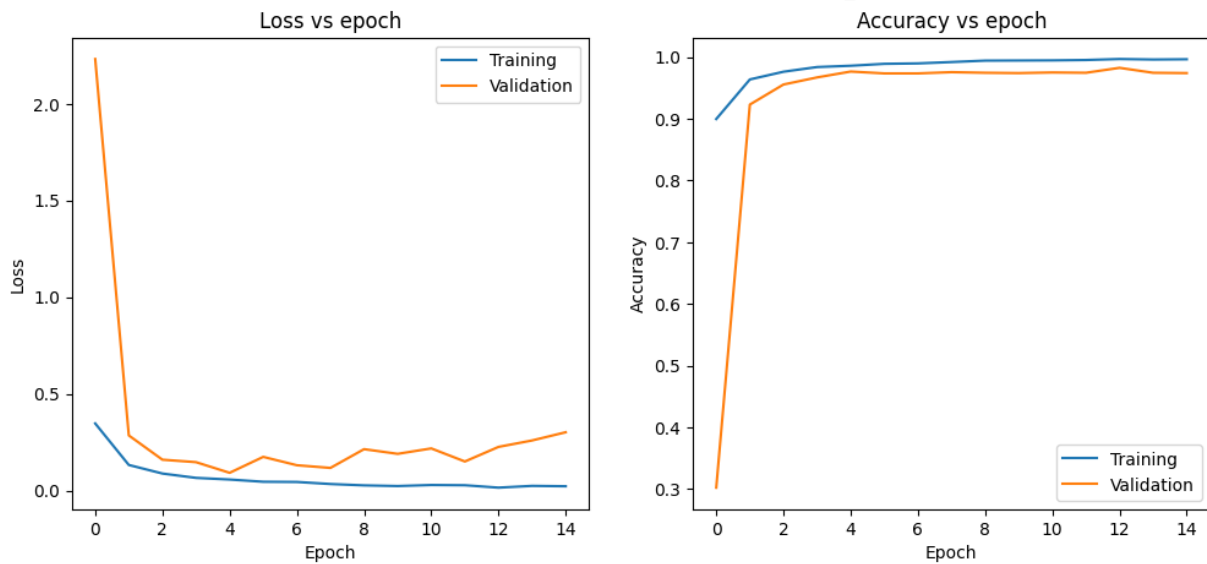 Loss vs epoch
Training
Validation
2.0
1.5
1.0
0.5
0.0
Loss
0 2 4 6 8 10 12 14
Epoch
Accuracy vs epoch
1.0
0.9
0.8
0.7
0.6
0.5
0.4
0.3
Accuracy
Training
Validation
0 2 4 6 8 10 12 14
Epoch